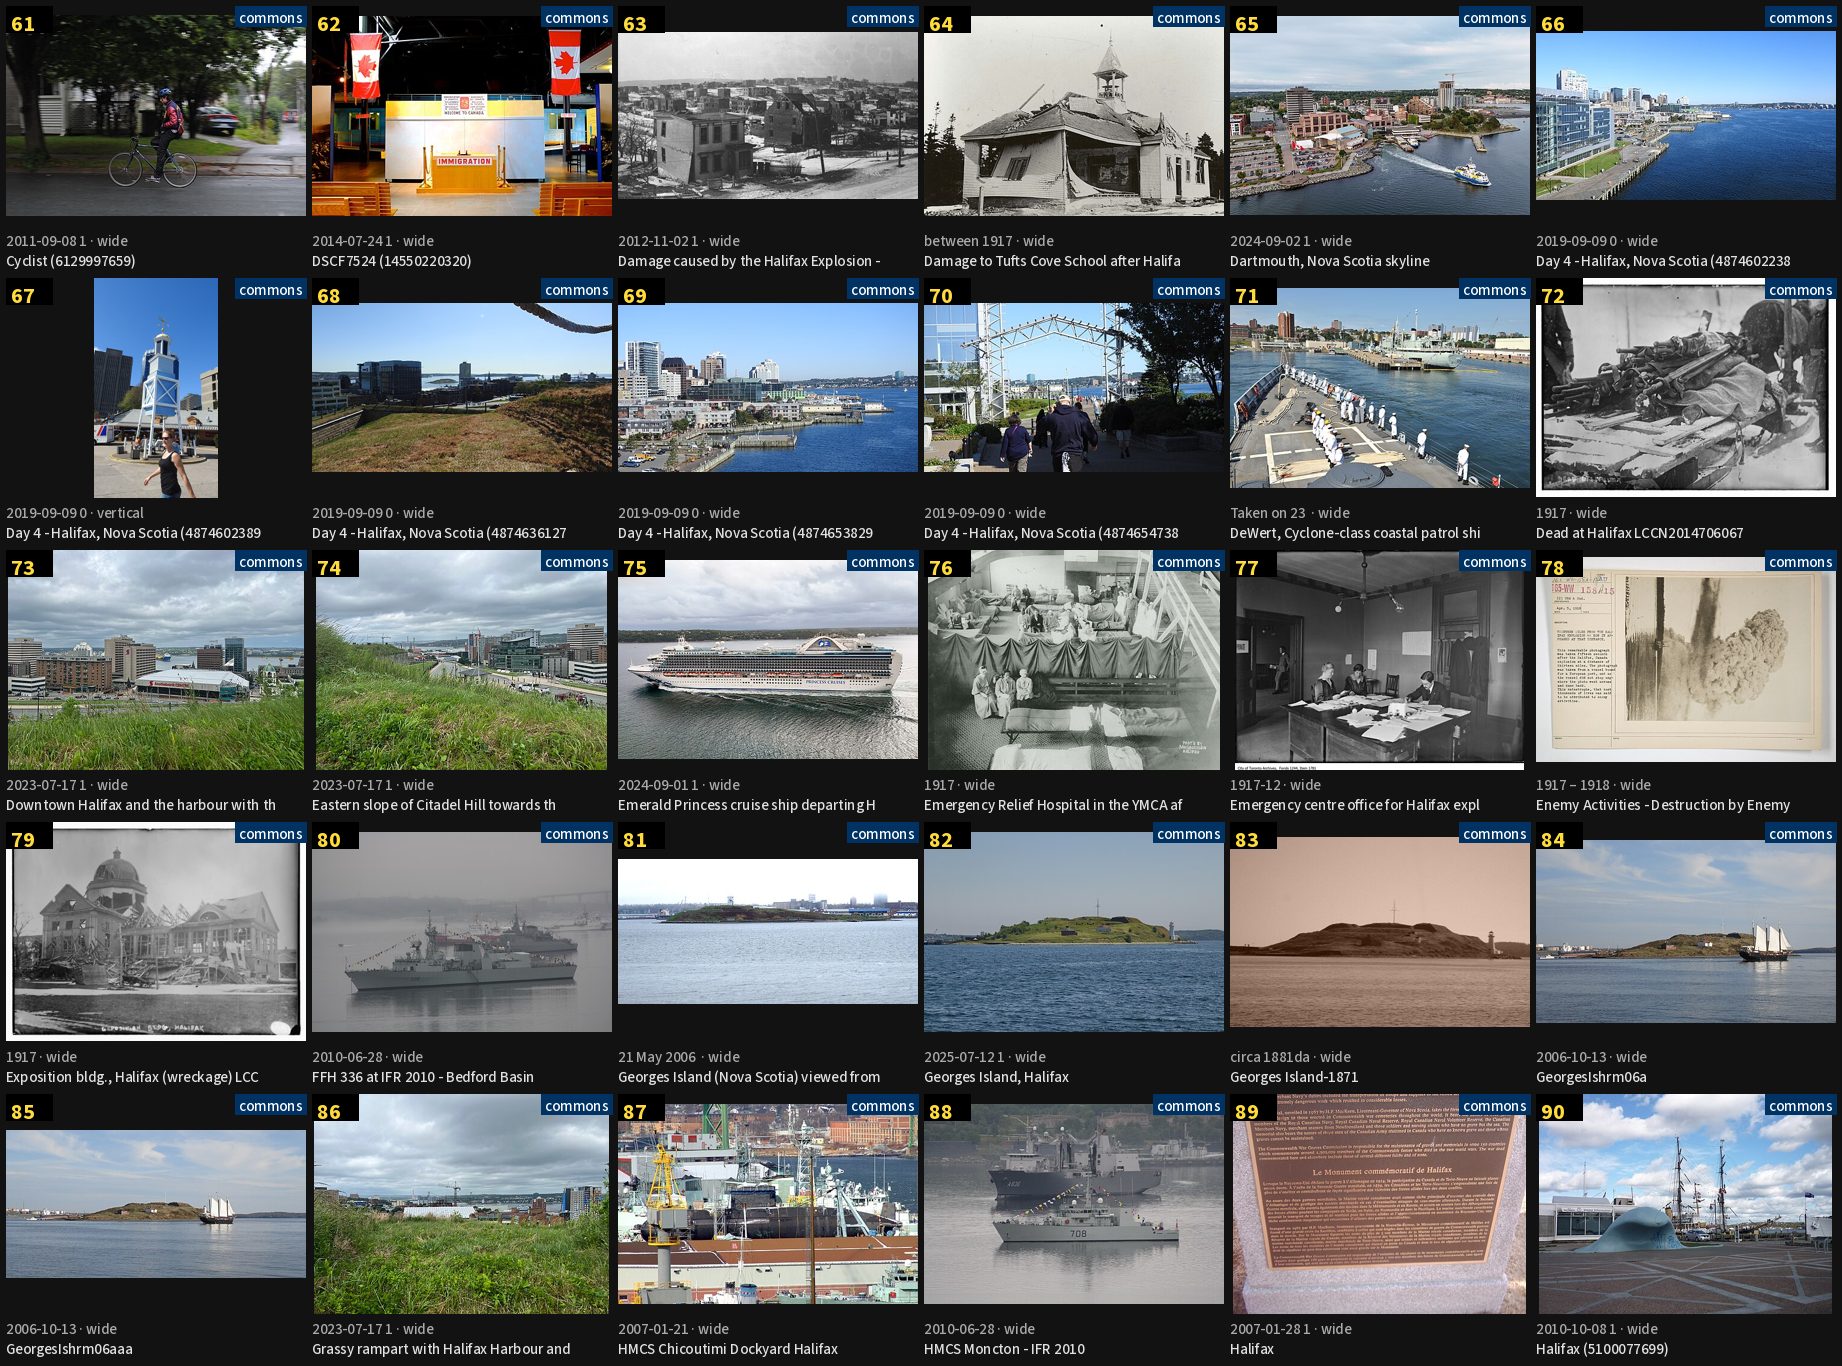 61 commons
2011-09-08 1 · wide
Cyclist (6129997659)
62 commons
WELCOME TO CANADA
IMMIGRATION
2014-07-24 1 · wide
DSCF7524 (14550220320)
63 commons
2012-11-02 1 · wide
Damage caused by the Halifax Explosion -
64 commons
between 1917 · wide
Damage to Tufts Cove School after Halifa
65 commons
2024-09-02 1 · wide
Dartmouth, Nova Scotia skyline
66 commons
2019-09-09 0 · wide
Day 4 - Halifax, Nova Scotia (4874602238
67 commons
2019-09-09 0 · vertical
Day 4 - Halifax, Nova Scotia (4874602389
68 commons
2019-09-09 0 · wide
Day 4 - Halifax, Nova Scotia (4874636127
69 commons
2019-09-09 0 · wide
Day 4 - Halifax, Nova Scotia (4874653829
70 commons
2019-09-09 0 · wide
Day 4 - Halifax, Nova Scotia (4874654738
71 commons
Taken on 23 · wide
DeWert, Cyclone-class coastal patrol shi
72 commons
1917 · wide
Dead at Halifax LCCN2014706067
73 commons
2023-07-17 1 · wide
Downtown Halifax and the harbour with th
74 commons
2023-07-17 1 · wide
Eastern slope of Citadel Hill towards th
75 commons
PRINCESS CRUISES
2024-09-01 1 · wide
Emerald Princess cruise ship departing H
76 commons
1917 · wide
Emergency Relief Hospital in the YMCA af
77 commons
1917-12 · wide
Emergency centre office for Halifax expl
78 commons
1917 – 1918 · wide
Enemy Activities - Destruction by Enemy
79 commons
EXPOSITION BLDG, HALIFAX
1917 · wide
Exposition bldg., Halifax (wreckage) LCC
80 commons
2010-06-28 · wide
FFH 336 at IFR 2010 - Bedford Basin
81 commons
21 May 2006 · wide
Georges Island (Nova Scotia) viewed from
82 commons
2025-07-12 1 · wide
Georges Island, Halifax
83 commons
circa 1881da · wide
Georges Island-1871
84 commons
2006-10-13 · wide
GeorgesIshrm06a
85 commons
2006-10-13 · wide
GeorgesIshrm06aaa
86 commons
2023-07-17 1 · wide
Grassy rampart with Halifax Harbour and
87 commons
2007-01-21 · wide
HMCS Chicoutimi Dockyard Halifax
88 commons
708
2010-06-28 · wide
HMCS Moncton - IFR 2010
89 commons
Le Monument commémoratif de Halifax
2007-01-28 1 · wide
Halifax
90 commons
2010-10-08 1 · wide
Halifax (5100077699)